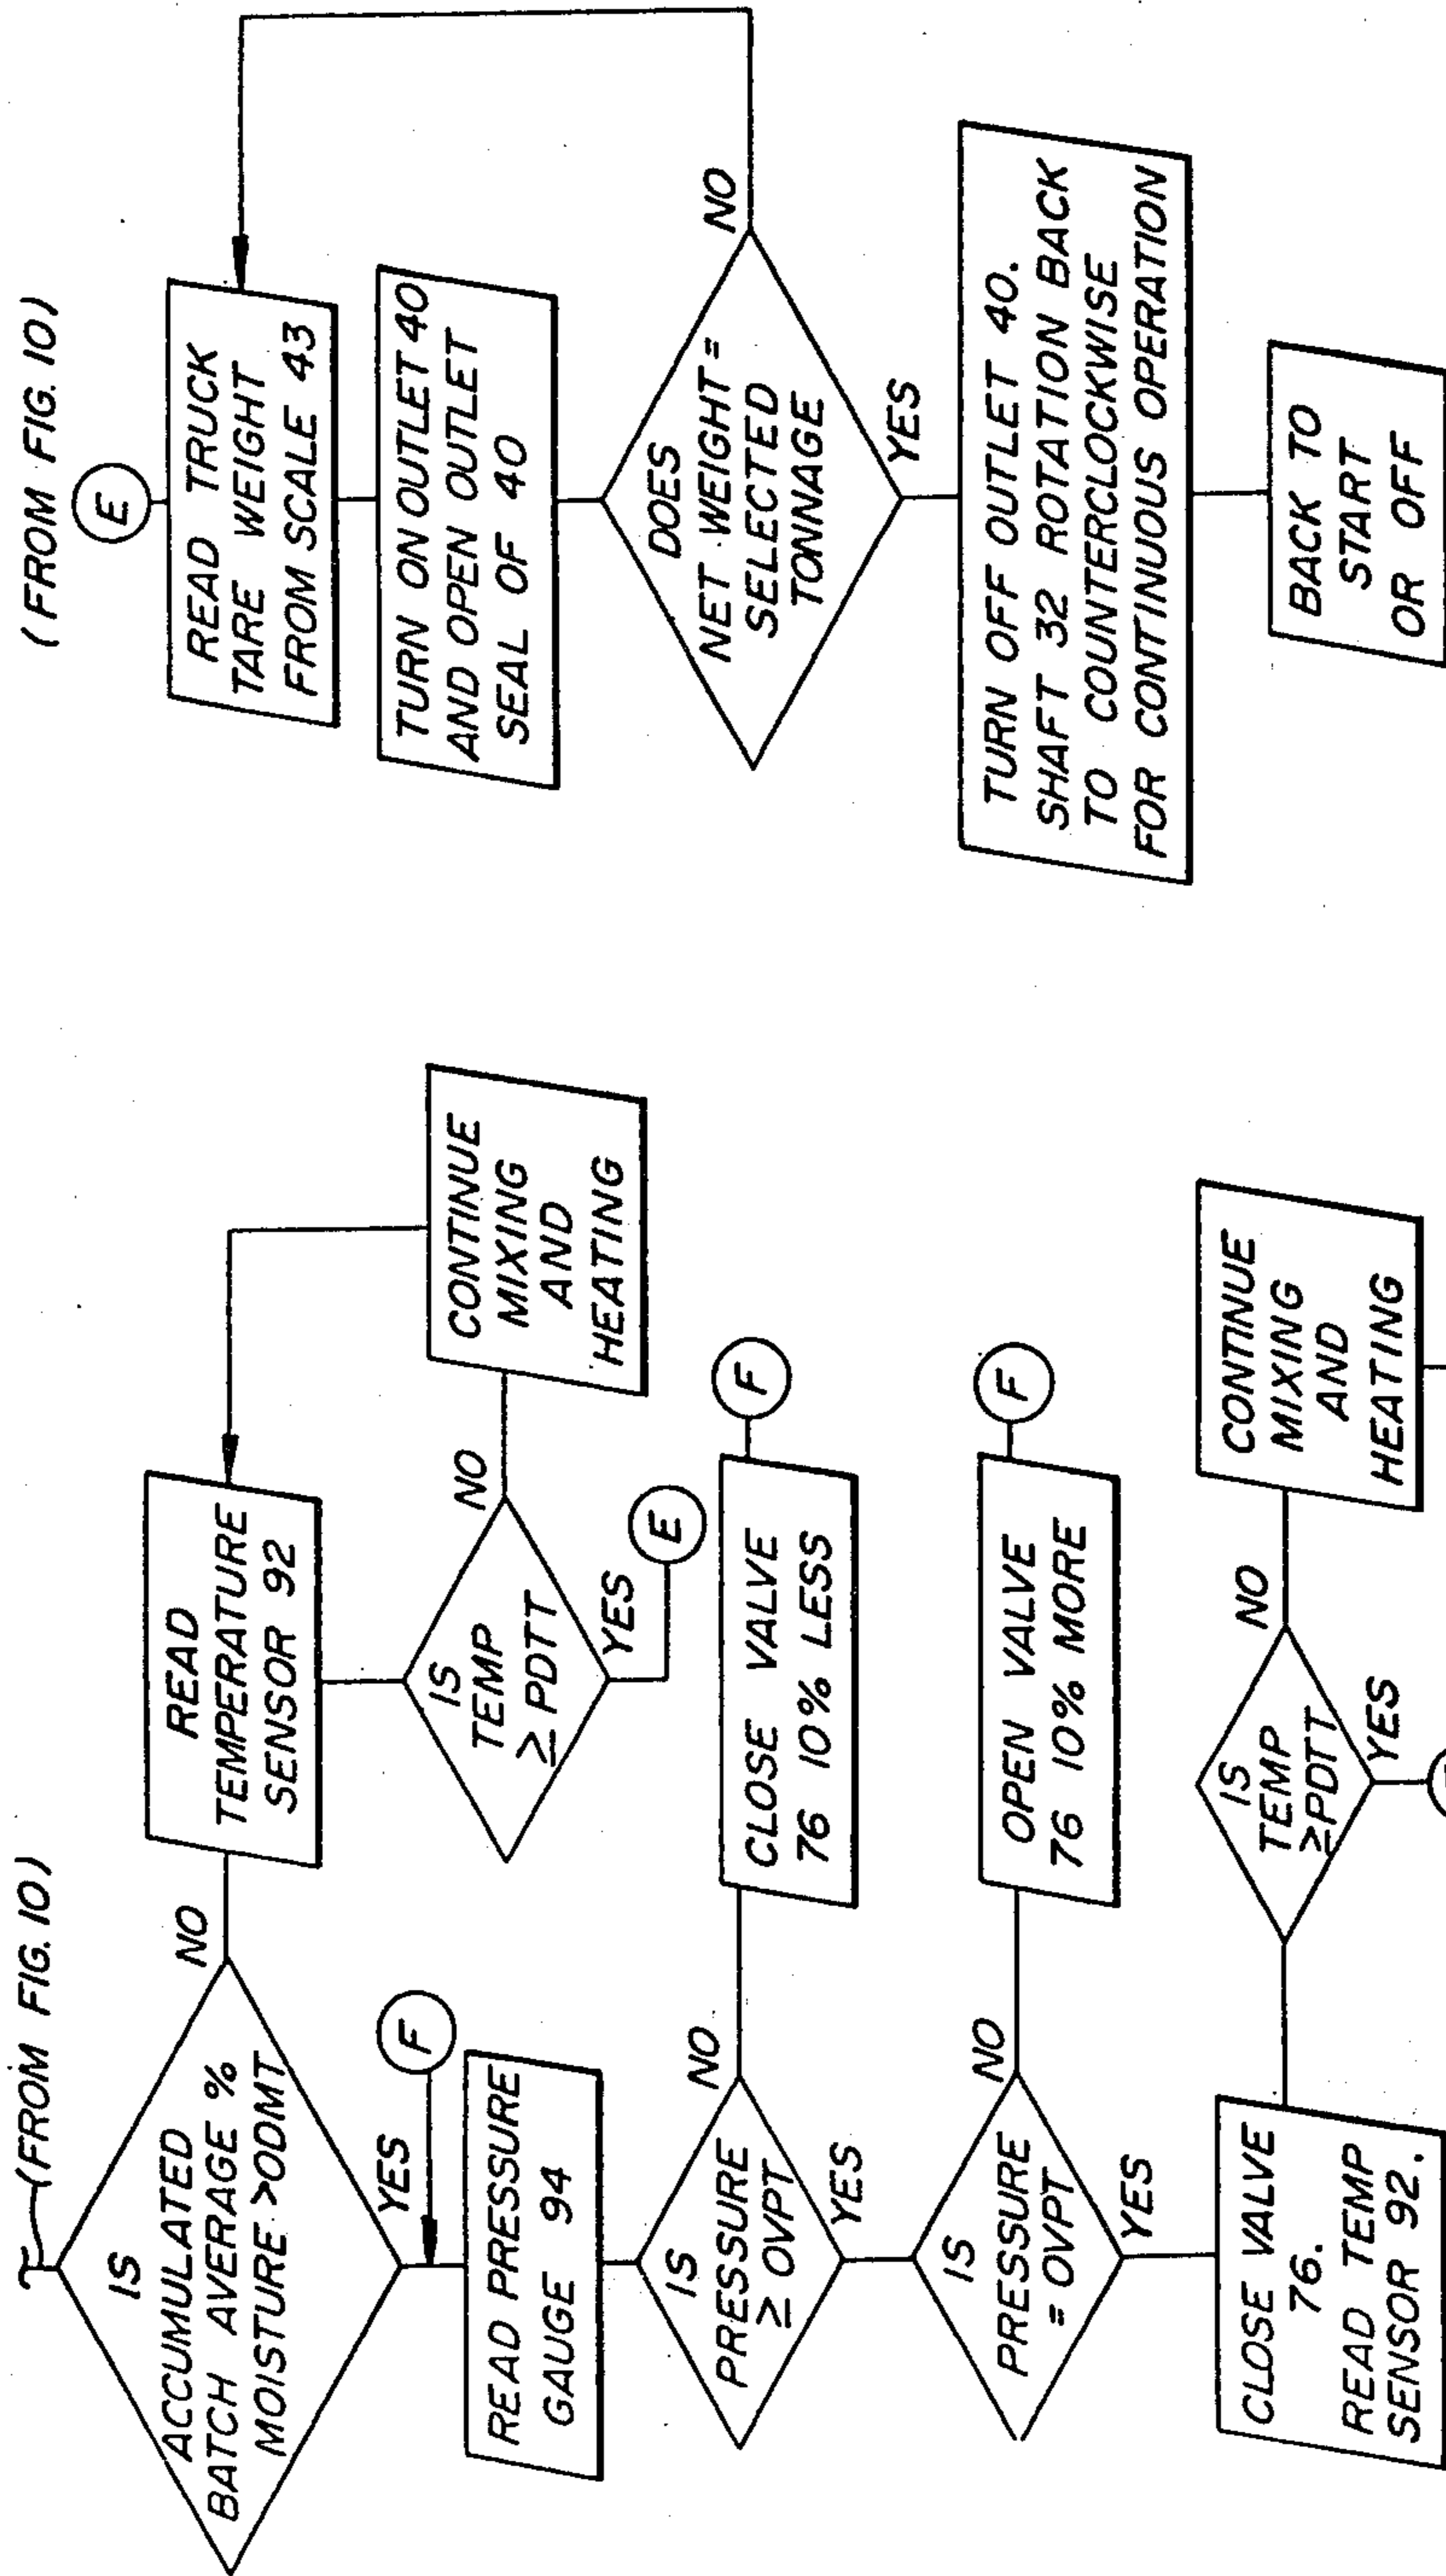 (FROM FIG. 10)
IS
ACCUMULATED
BATCH AVERAGE %
MOISTURE >ODMT
NO
YES
READ
TEMPERATURE
SENSOR 92
IS
TEMP
≥ PDTT
NO
YES
E
CONTINUE
MIXING
AND
HEATING
F
READ PRESSURE
GAUGE 94
IS
PRESSURE
≥ OVPT
NO
YES
CLOSE VALVE
76 10% LESS
F
IS
PRESSURE
= OVPT
NO
YES
OPEN VALVE
76 10% MORE
F
CLOSE VALVE
76.
READ TEMP
SENSOR 92.
IS
TEMP
≥PDTT
NO
YES
CONTINUE
MIXING
AND
HEATING
(FROM FIG. 10)
E
READ TRUCK
TARE WEIGHT
FROM SCALE 43
TURN ON OUTLET 40
AND OPEN OUTLET
SEAL OF 40
DOES
NET WEIGHT =
SELECTED
TONNAGE
NO
YES
TURN OFF OUTLET 40.
SHAFT 32 ROTATION BACK
TO COUNTERCLOCKWISE
FOR CONTINUOUS OPERATION
BACK TO
START
OR OFF